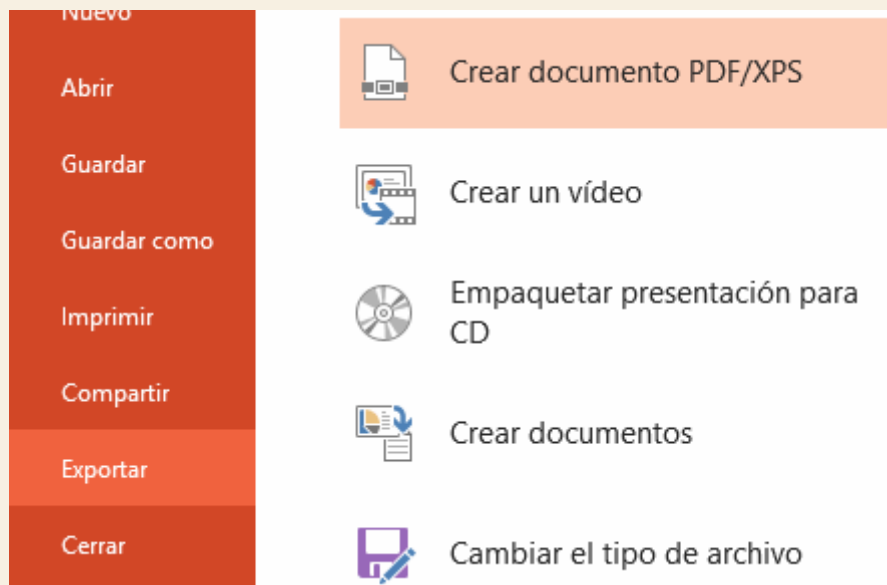 Nuevo
Abrir
Guardar
Guardar como
Imprimir
Compartir
Exportar
Cerrar
Crear documento PDF/XPS
Crear un vídeo
Empaquetar presentación para
CD
Crear documentos
Cambiar el tipo de archivo